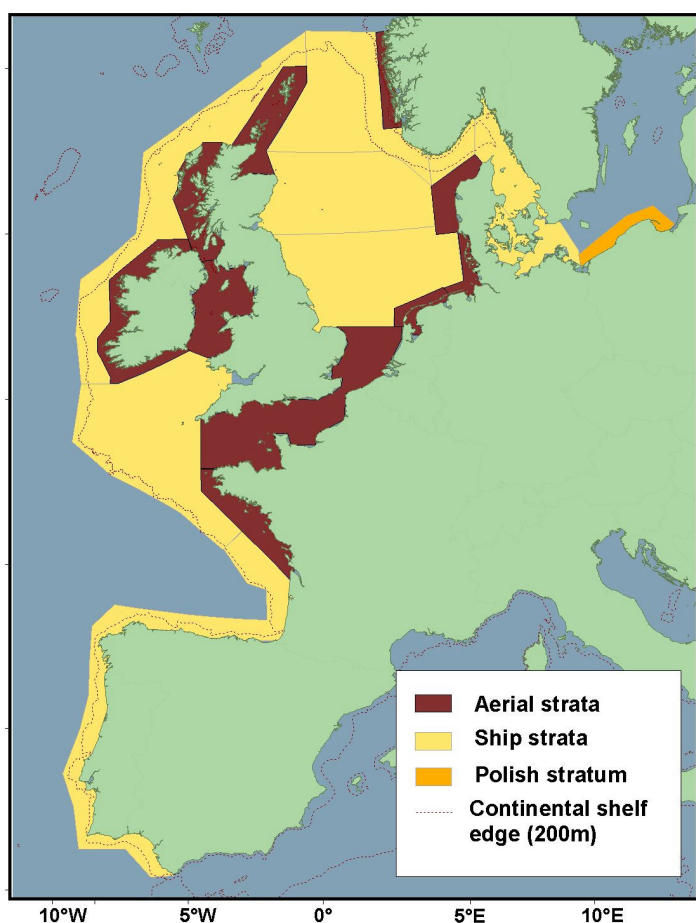 Aerial strata
Ship strata
Polish stratum
Continental shelf
edge (200m)
10°W 5°W 0° 5°E 10°E